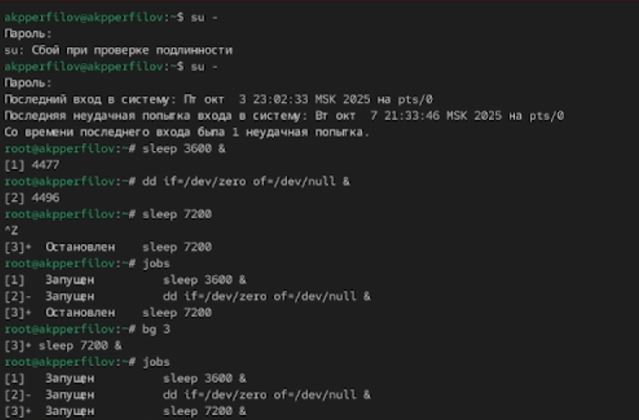 akpperfilov@akpperfilov:~$ su -
Пароль:
su: Сбой при проверке подлинности
akpperfilov@akpperfilov:~$ su -
Пароль:
Последний вход в систему: Пт окт  3 23:02:33 MSK 2025 на pts/0
Последняя неудачная попытка входа в систему: Вт окт  7 21:33:46 MSK 2025 на pts/0
Со времени последнего входа была 1 неудачная попытка.
root@akpperfilov:~# sleep 3600 &
[1] 4477
root@akpperfilov:~# dd if=/dev/zero of=/dev/null &
[2] 4496
root@akpperfilov:~# sleep 7200
^Z
[3]+  Остановлен    sleep 7200
root@akpperfilov:~# jobs
[1]   Запущен          sleep 3600 &
[2]-  Запущен          dd if=/dev/zero of=/dev/null &
[3]+  Остановлен    sleep 7200
root@akpperfilov:~# bg 3
[3]+ sleep 7200 &
root@akpperfilov:~# jobs
[1]   Запущен          sleep 3600 &
[2]-  Запущен          dd if=/dev/zero of=/dev/null &
[3]+  Запущен          sleep 7200 &